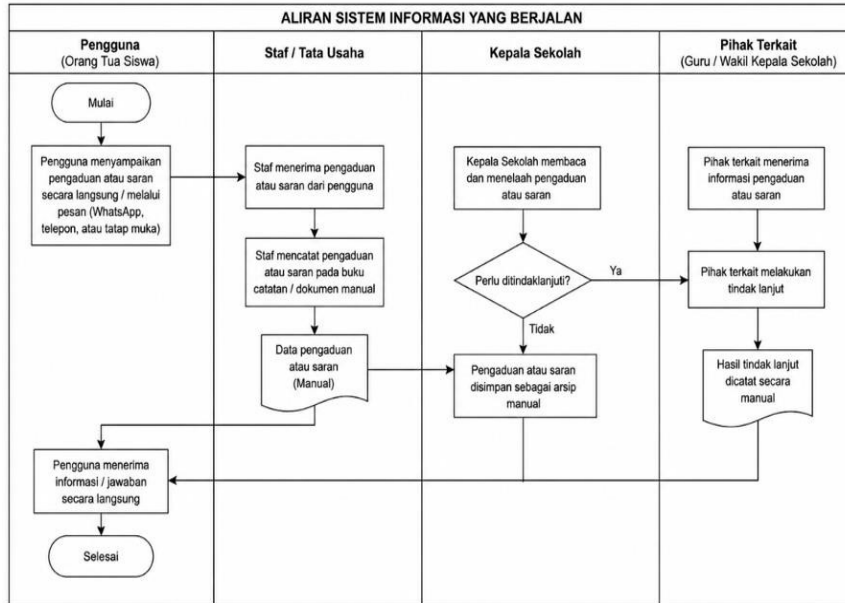 ALIRAN SISTEM INFORMASI YANG BERJALAN
Pengguna
(Orang Tua Siswa)
Staf / Tata Usaha
Kepala Sekolah
Pihak Terkait
(Guru / Wakil Kepala Sekolah)
Mulai
Pengguna menyampaikan
pengaduan atau saran
secara langsung / melalui
pesan (WhatsApp,
telepon, atau tatap muka)
Staf menerima pengaduan
atau saran dari pengguna
Staf mencatat pengaduan
atau saran pada buku
catatan / dokumen manual
Data pengaduan
atau saran
(Manual)
Kepala Sekolah membaca
dan menelaah pengaduan
atau saran
Perlu ditindaklanjuti?
Ya
Tidak
Pengaduan atau saran
disimpan sebagai arsip
manual
Pihak terkait menerima
informasi pengaduan
atau saran
Pihak terkait melakukan
tindak lanjut
Hasil tindak lanjut
dicatat secara
manual
Pengguna menerima
informasi / jawaban
secara langsung
Selesai